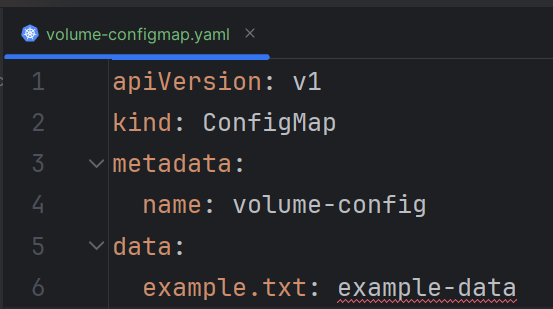 volume-configmap.yaml
1 apiVersion: v1
2 kind: ConfigMap
3 metadata:
4   name: volume-config
5 data:
6   example.txt: example-data